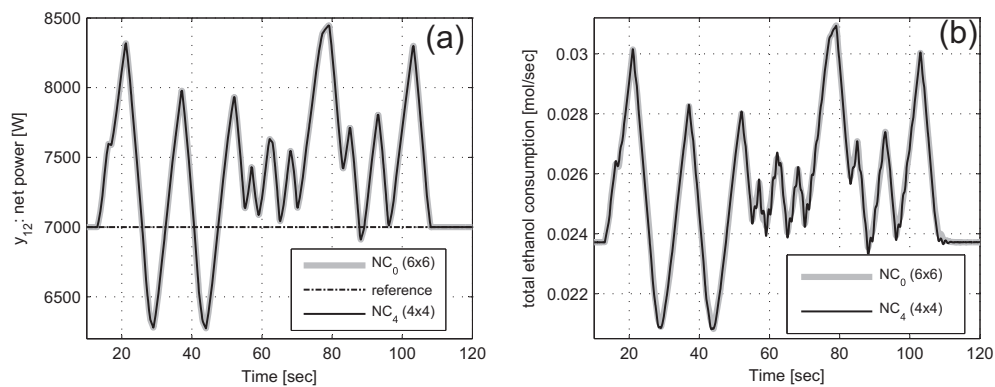 (a)
y12: net power [W]
8500
8000
7500
7000
6500
NC0 (6x6)
reference
NC4 (4x4)
20 40 60 80 100 120
Time [sec]
(b)
total ethanol consumption [mol/sec]
0.03
0.028
0.026
0.024
0.022
NC0 (6x6)
NC4 (4x4)
20 40 60 80 100 120
Time [sec]